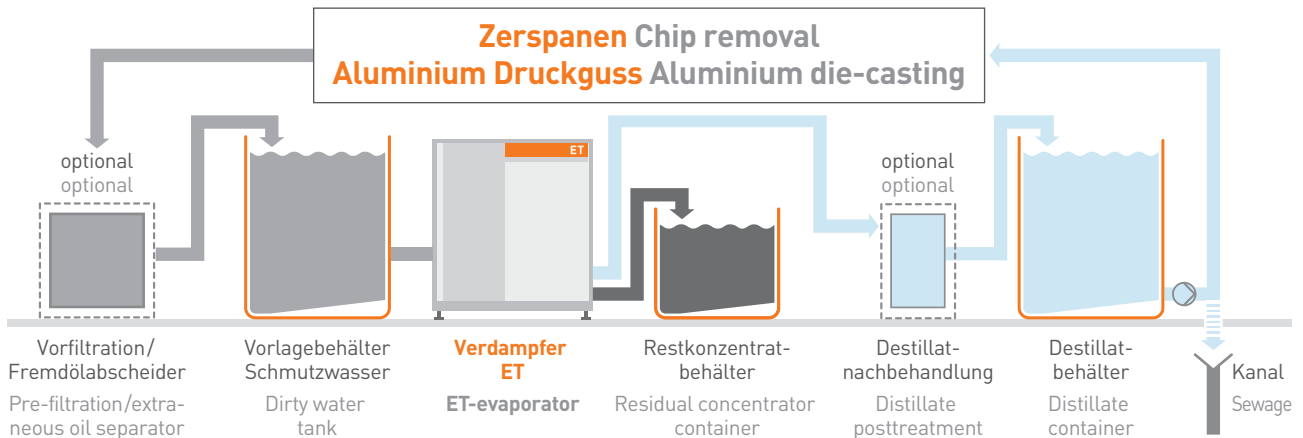 Zerspanen Chip removal
Aluminium Druckguss Aluminium die-casting
optional
optional
ET
optional
optional
Vorfiltration/
Fremdölabscheider
Pre-filtration/extra-
neous oil separator
Vorlagebehälter
Schmutzwasser
Dirty water
tank
Verdampfer
ET
ET-evaporator
Restkonzentrat-
behälter
Residual concentrator
container
Destillat-
nachbehandlung
Distillate
posttreatment
Destillat-
behälter
Distillate
container
Kanal
Sewage